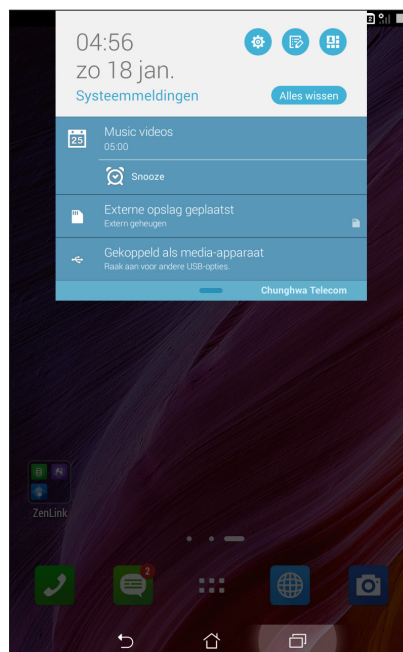 2
04:56
zo 18 jan.
Systeemmeldingen
Alles wissen
25
Music videos
05:00
Snooze
Externe opslag geplaatst
Extern geheugen
Gekoppeld als media-apparaat
Raak aan voor andere USB-opties.
Chunghwa Telecom
ZenLink
2